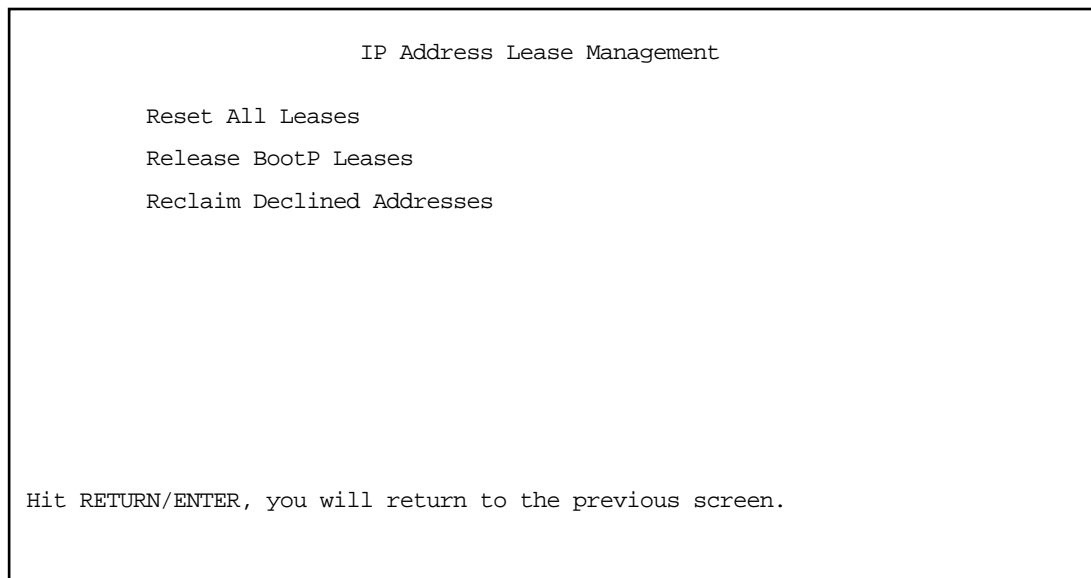 IP Address Lease Management
Reset All Leases
Release BootP Leases
Reclaim Declined Addresses
Hit RETURN/ENTER, you will return to the previous screen.